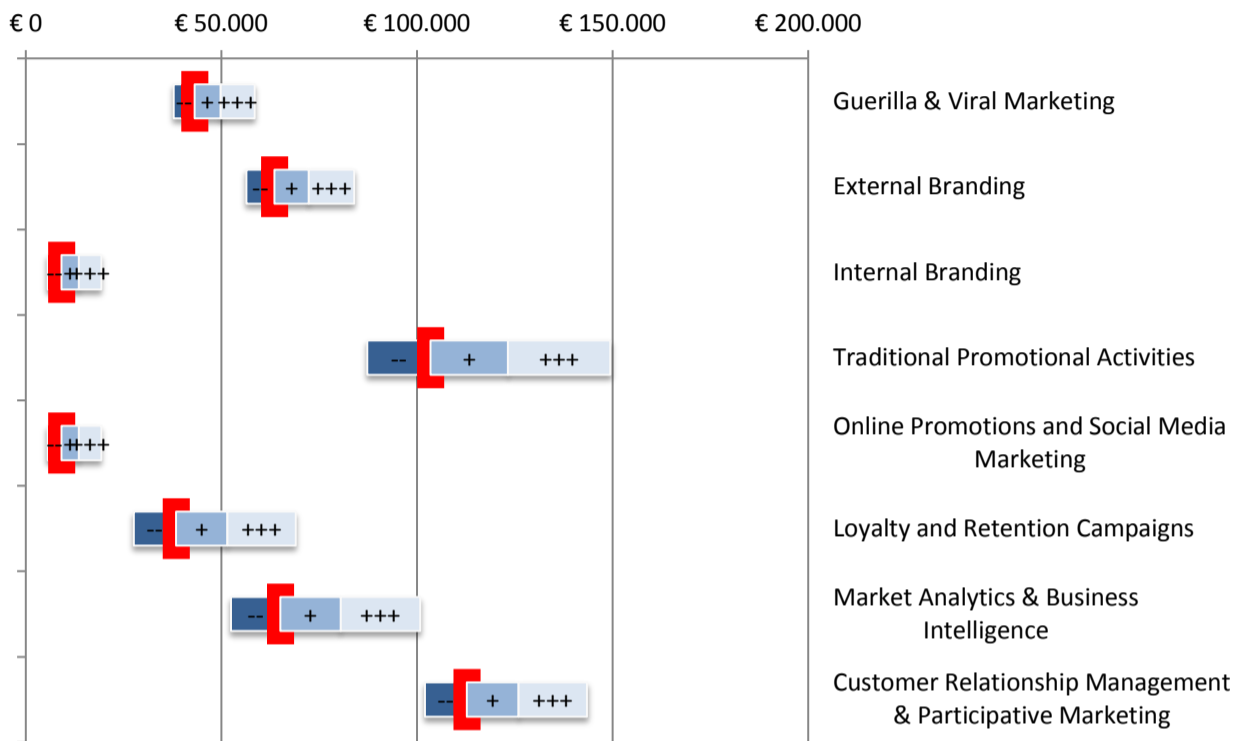 € 0 € 50.000 € 100.000 € 150.000 € 200.000
-- + +++ Guerilla & Viral Marketing
-- + +++ External Branding
-- + +++ Internal Branding
-- + +++ Traditional Promotional Activities
-- + +++ Online Promotions and Social Media
Marketing
-- + +++ Loyalty and Retention Campaigns
-- + +++ Market Analytics & Business
Intelligence
-- + +++ Customer Relationship Management
& Participative Marketing